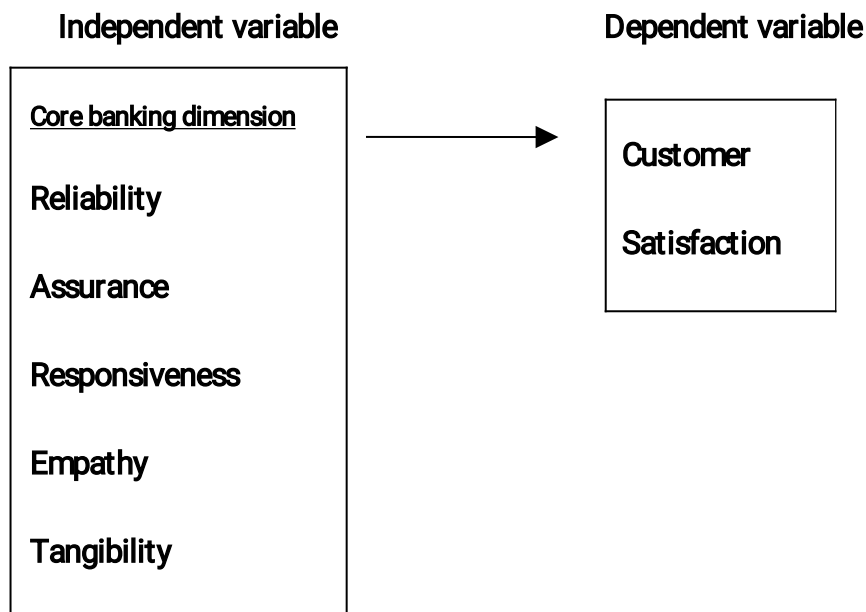 Independent variable
Dependent variable
Core banking dimension
Reliability
Assurance
Responsiveness
Empathy
Tangibility
Customer
Satisfaction